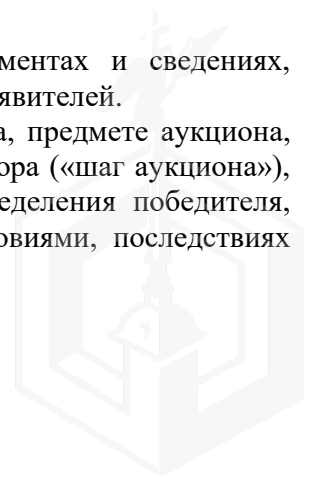 ментах и сведениях,
явителей.
а, предмете аукциона,
ора («шаг аукциона»),
еделения победителя,
овиями, последствиях